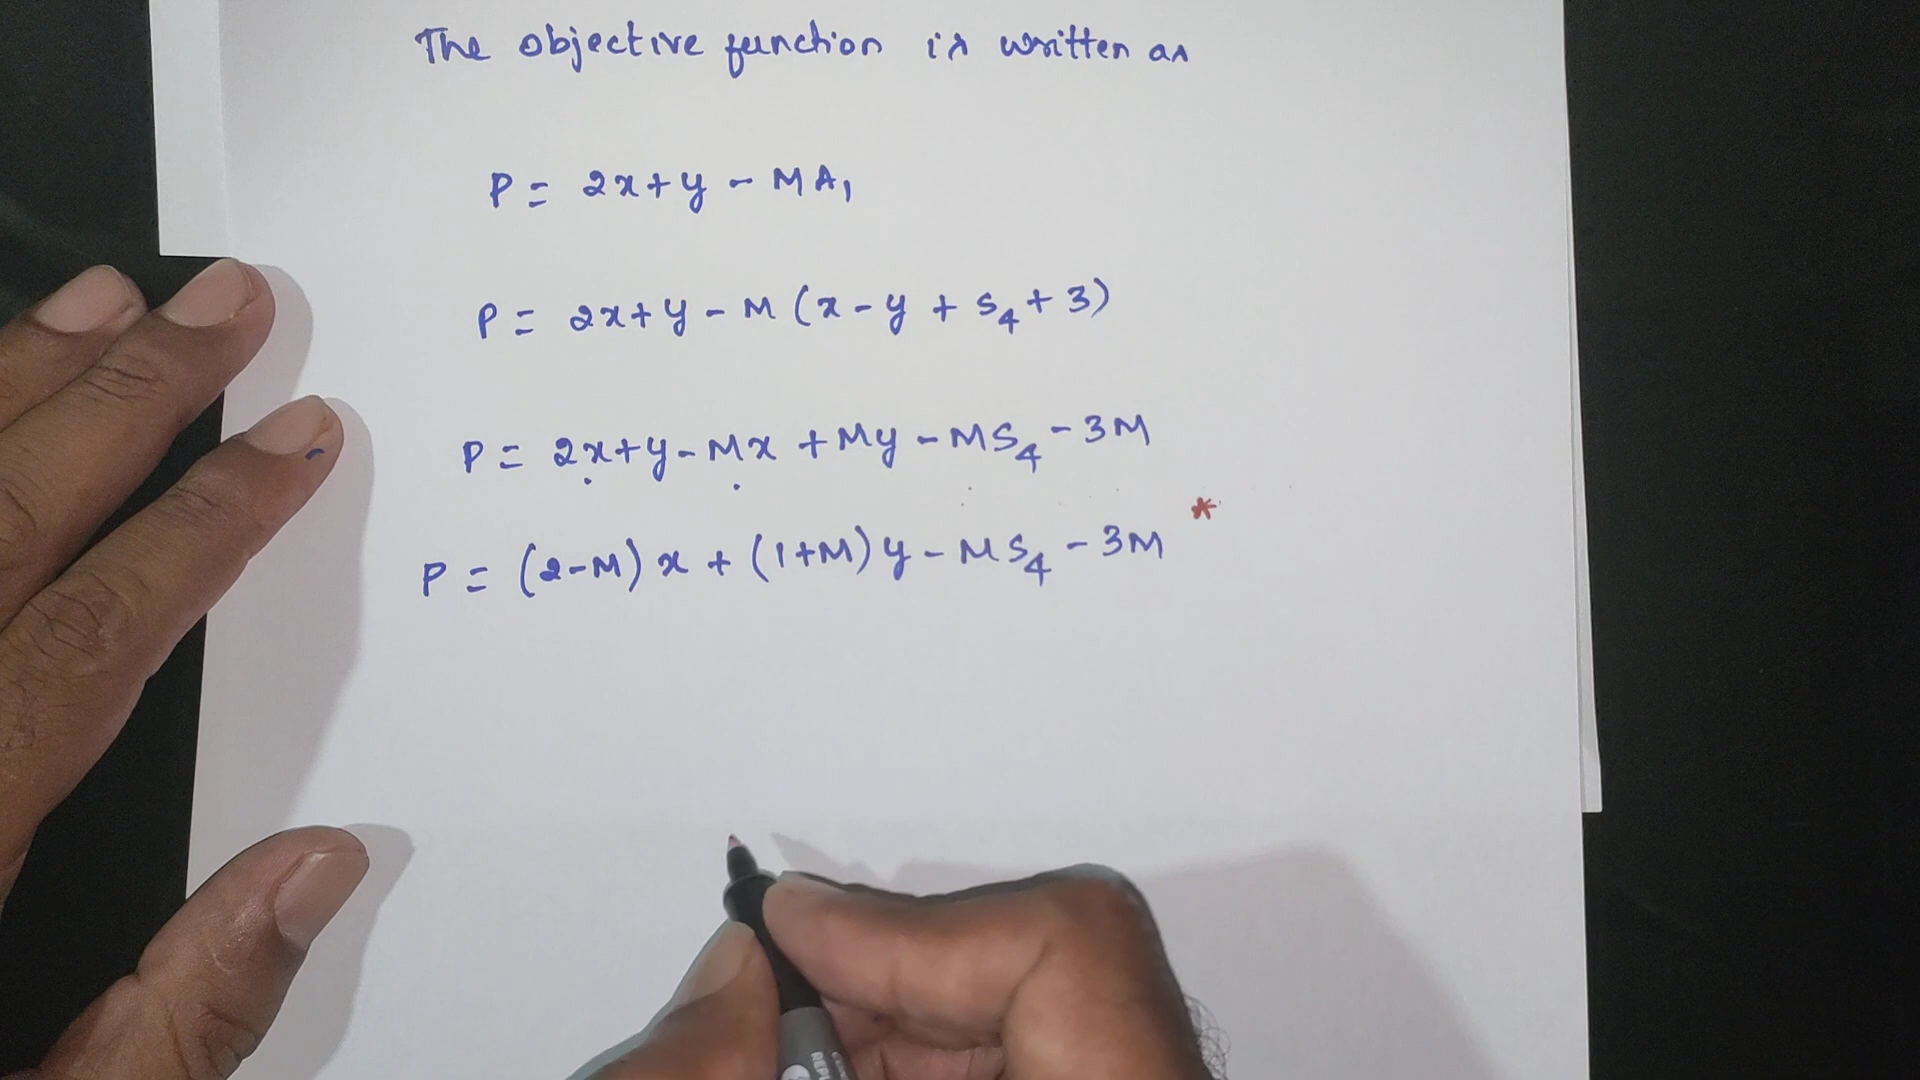 The objective function is written as
P = 2x+y - MA₁
P = 2x+y - M (x - y + S₄ + 3)
P = 2x+y - Mx + My - MS₄ - 3M
*
P = (2-M) x + (1+M) y - MS₄ - 3M